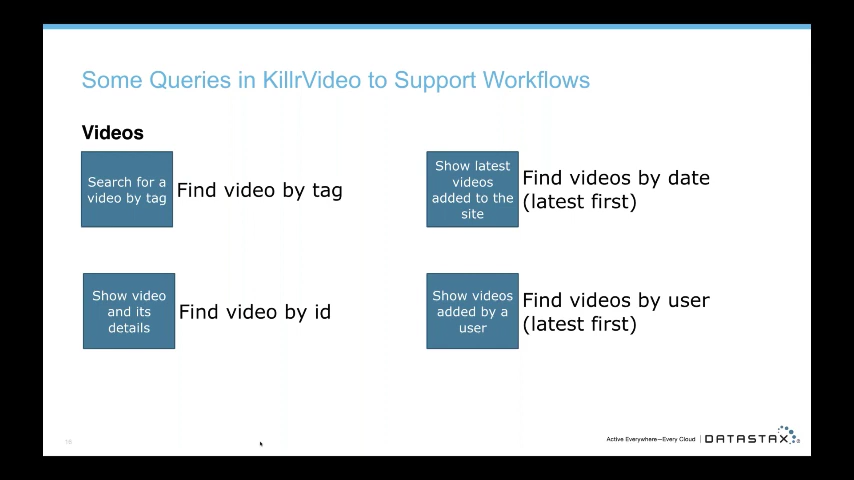 Some Queries in KillrVideo to Support Workflows
Videos
Search for a
video by tag
Find video by tag
Show latest
videos
added to the
site
Find videos by date
(latest first)
Show video
and its
details
Find video by id
Show videos
added by a
user
Find videos by user
(latest first)
16
Active Everywhere—Every Cloud | DATASTAX